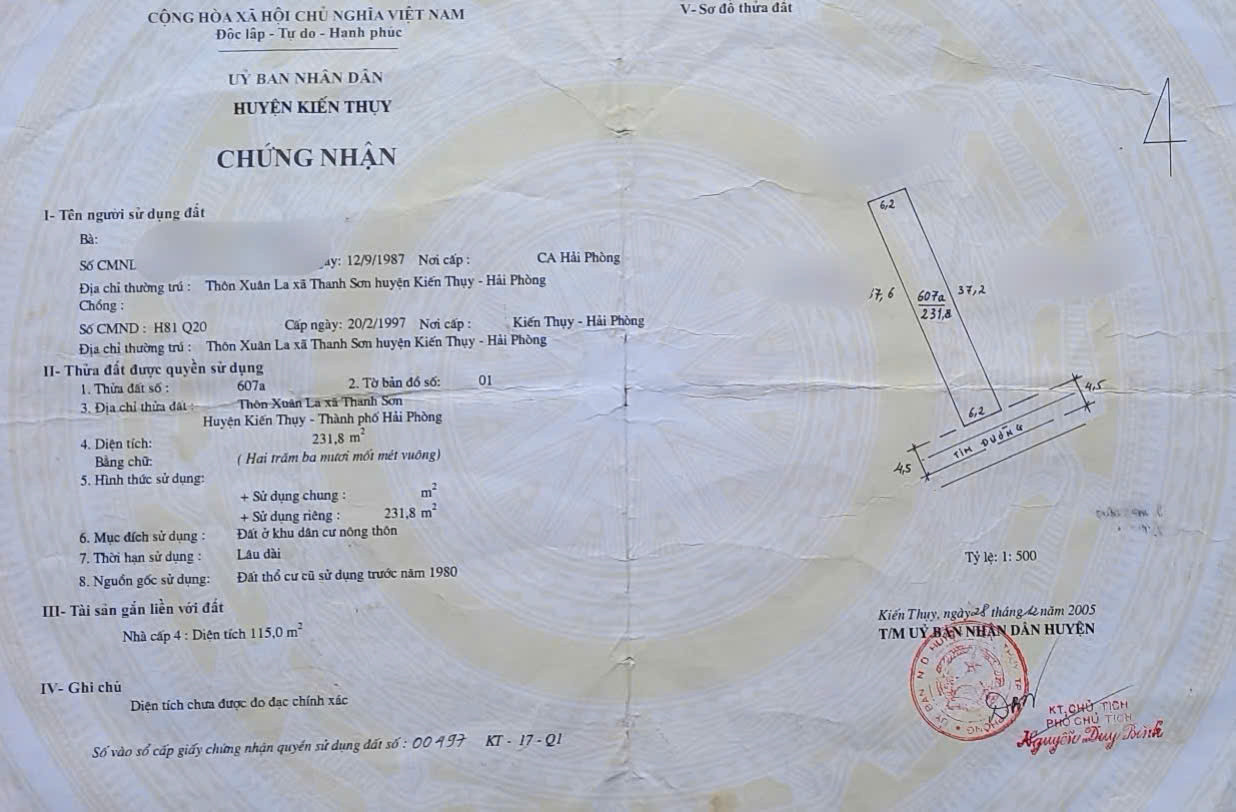 CỘNG HÒA XÃ HỘI CHỦ NGHĨA VIỆT NAM
Độc lập - Tự do - Hạnh phúc
UỶ BAN NHÂN DÂN
HUYỆN KIẾN THỤY
CHỨNG NHẬN
I- Tên người sử dụng đất
Bà:
Số CMNL ày: 12/9/1987 Nơi cấp : CA Hải Phòng
Địa chỉ thường trú : Thôn Xuân La xã Thanh Sơn huyện Kiến Thụy - Hải Phòng
Chồng :
Số CMND : H81 Q20 Cấp ngày: 20/2/1997 Nơi cấp : Kiến Thụy - Hải Phòng
Địa chỉ thường trú : Thôn Xuân La xã Thanh Sơn huyện Kiến Thụy - Hải Phòng
II- Thửa đất được quyền sử dụng
1. Thửa đất số : 607a 2. Tờ bản đồ số: 01
3. Địa chỉ thửa đất : Thôn Xuân La xã Thanh Sơn
Huyện Kiến Thụy - Thành phố Hải Phòng
4. Diện tích: 231,8 m²
Bằng chữ: ( Hai trăm ba mươi mốt mét vuông)
5. Hình thức sử dụng:
+ Sử dụng chung : m²
+ Sử dụng riêng : 231,8 m²
6. Mục đích sử dụng : Đất ở khu dân cư nông thôn
7. Thời hạn sử dụng : Lâu dài
8. Nguồn gốc sử dụng: Đất thổ cư cũ sử dụng trước năm 1980
III- Tài sản gắn liền với đất
Nhà cấp 4 : Diện tích 115,0 m²
IV- Ghi chú
Diện tích chưa được đo đạc chính xác
Số vào sổ cấp giấy chứng nhận quyền sử dụng đất số : 00497 KT - 17 - Q1
V- Sơ đồ thửa đất
6,2
17,6
607a
231,8
37,2
6,2
4,5
TIM ĐƯỜNG
4,5
Tỷ lệ: 1: 500
Kiến Thụy, ngày 28 tháng 12 năm 2005
T/M UỶ BAN NHÂN DÂN HUYỆN
KT.CHỦ TỊCH
PHÓ CHỦ TỊCH
Nguyễn Duy Bình